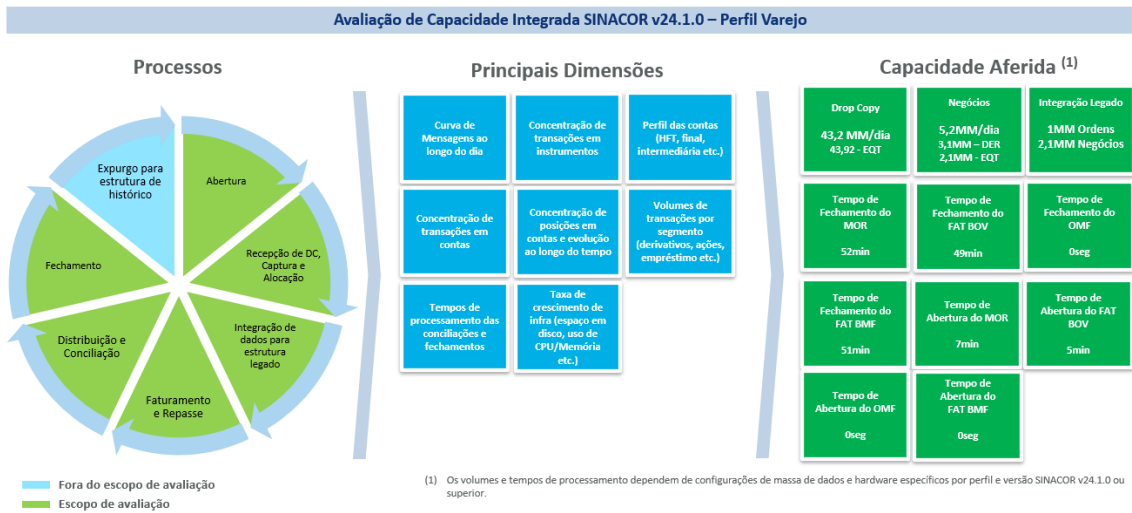 Avaliação de Capacidade Integrada SINACOR v24.1.0 – Perfil Varejo
Processos
Expurgo para
estrutura de
histórico
Abertura
Recepção de DC,
Captura e
Alocação
Integração de
dados para
estrutura
legado
Faturamento
e Repasse
Distribuição e
Conciliação
Fechamento
Fora do escopo de avaliação
Escopo de avaliação
Principais Dimensões
Curva de
Mensagens ao
longo do dia
Concentração de
transações em
instrumentos
Perfil das contas
(HFT, final,
intermediária etc.)
Concentração de
transações em
contas
Concentração de
posições em
contas e evolução
ao longo do tempo
Volumes de
transações por
segmento
(derivativos, ações,
empréstimo etc.)
Tempos de
processamento das
conciliações e
fechamentos
Taxa de
crescimento de
infra (espaço em
disco, uso de
CPU/Memória
etc.)
Capacidade Aferida (1)
Drop Copy
43,2 MM/dia
43,92 - EQT
Negócios
5,2MM/dia
3,1MM – DER
2,1MM - EQT
Integração Legado
1MM Ordens
2,1MM Negócios
Tempo de
Fechamento do
MOR
52min
Tempo de
Fechamento do
FAT BOV
49min
Tempo de
Fechamento do
OMF
0seg
Tempo de
Fechamento do
FAT BMF
51min
Tempo de
Abertura do MOR
7min
Tempo de
Abertura do FAT
BOV
5min
Tempo de
Abertura do OMF
0seg
Tempo de
Abertura do
FAT BMF
0seg
(1) Os volumes e tempos de processamento dependem de configurações de massa de dados e hardware específicos por perfil e versão SINACOR v24.1.0 ou
superior.